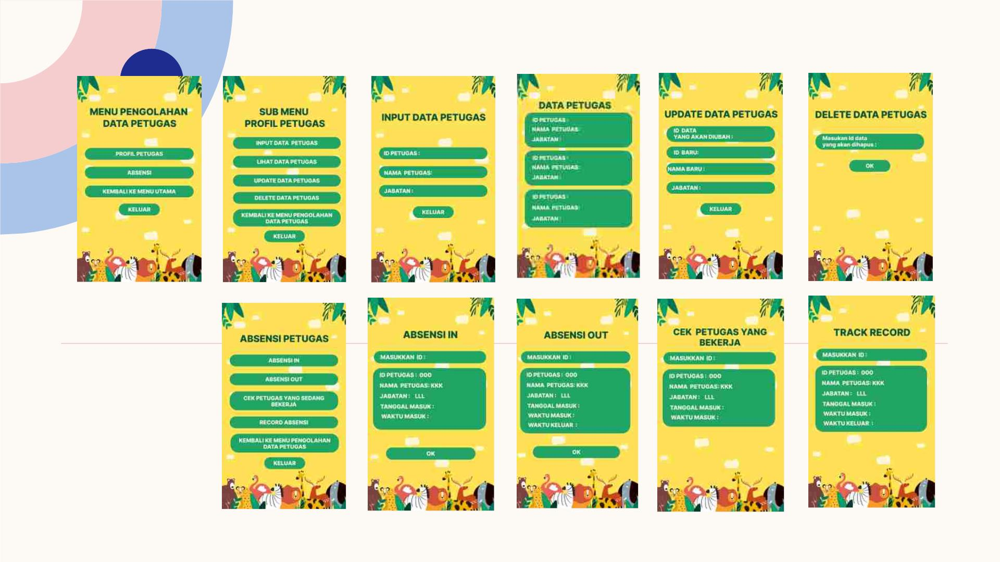 MENU PENGOLAHAN
DATA PETUGAS
PROFIL PETUGAS
ABSENSI
KEMBALI KE MENU UTAMA
KELUAR
SUB MENU
PROFIL PETUGAS
INPUT DATA PETUGAS
LIHAT DATA PETUGAS
UPDATE DATA PETUGAS
DELETE DATA PETUGAS
KEMBALI KE MENU PENGOLAHAN
DATA PETUGAS
KELUAR
INPUT DATA PETUGAS
ID PETUGAS :
NAMA PETUGAS:
JABATAN :
KELUAR
DATA PETUGAS
ID PETUGAS :
NAMA PETUGAS:
JABATAN :
ID PETUGAS :
NAMA PETUGAS:
JABATAN :
ID PETUGAS :
NAMA PETUGAS:
JABATAN :
UPDATE DATA PETUGAS
ID DATA
YANG AKAN DIUBAH :
ID BARU:
NAMA BARU :
JABATAN :
KELUAR
DELETE DATA PETUGAS
Masukan Id data
yang akan dihapus :
OK
ABSENSI PETUGAS
ABSENSI IN
ABSENSI OUT
CEK PETUGAS YANG SEDANG
BEKERJA
RECORD ABSENSI
KEMBALI KE MENU PENGOLAHAN
DATA PETUGAS
KELUAR
ABSENSI IN
MASUKKAN ID :
ID PETUGAS : 000
NAMA PETUGAS: KKK
JABATAN : LLL
TANGGAL MASUK :
WAKTU MASUK :
OK
ABSENSI OUT
MASUKKAN ID :
ID PETUGAS : 000
NAMA PETUGAS: KKK
JABATAN : LLL
TANGGAL MASUK :
WAKTU MASUK :
WAKTU KELUAR :
OK
CEK PETUGAS YANG
BEKERJA
MASUKKAN ID :
ID PETUGAS : 000
NAMA PETUGAS: KKK
JABATAN : LLL
TANGGAL MASUK :
WAKTU MASUK :
TRACK RECORD
MASUKKAN ID :
ID PETUGAS : 000
NAMA PETUGAS: KKK
JABATAN : LLL
TANGGAL MASUK :
WAKTU MASUK :
WAKTU KELUAR :